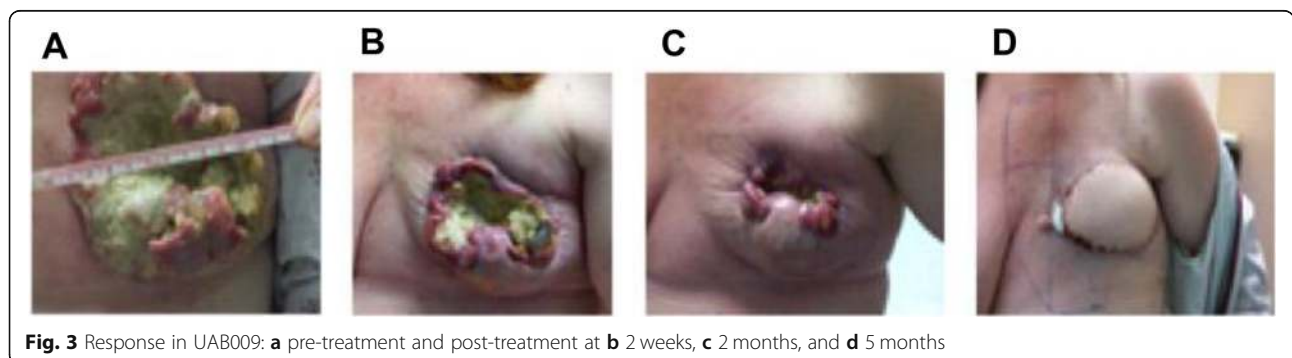 A B C D
Fig. 3 Response in UAB009: a pre-treatment and post-treatment at b 2 weeks, c 2 months, and d 5 months